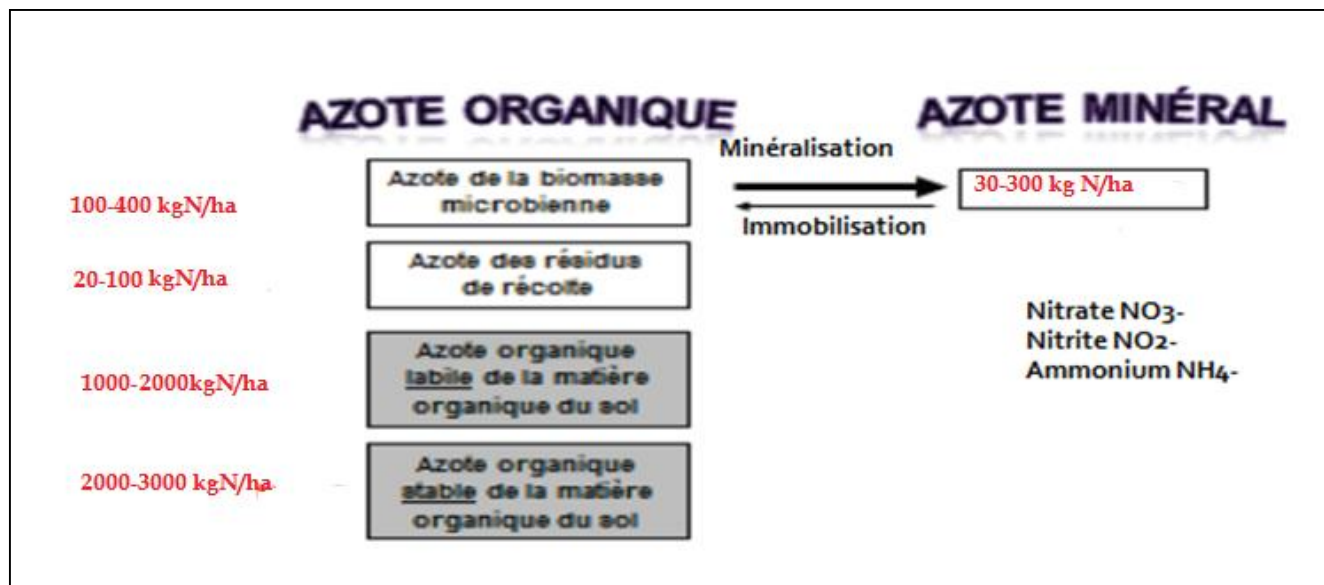 AZOTE ORGANIQUE
AZOTE MINÉRAL
100-400 kgN/ha
Azote de la biomasse
microbienne
Minéralisation
Immobilisation
30-300 kg N/ha
20-100 kgN/ha
Azote des résidus
de récolte
1000-2000kgN/ha
Azote organique
labile de la matière
organique du sol
2000-3000 kgN/ha
Azote organique
stable de la matière
organique du sol
Nitrate NO3-
Nitrite NO2-
Ammonium NH4-